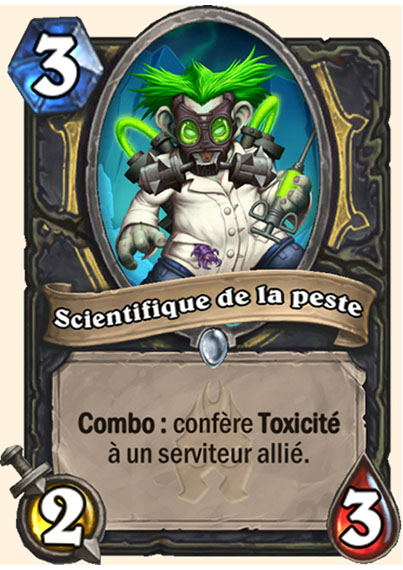 3
Scientifique de la peste
Combo : confère Toxicité
à un serviteur allié.
2
3